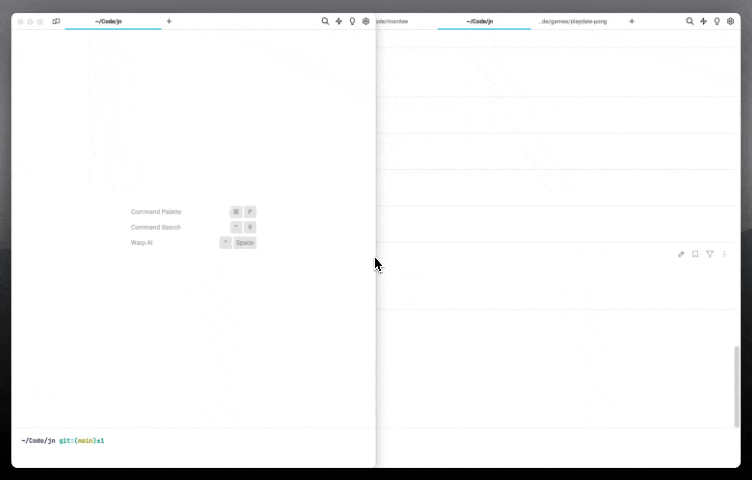 ~/Code/jn
ode/montee
~/Code/jn
..de/games/playdate-pong
Command Palette ⌘ P
Command Search ^ R
Warp AI ^ Space
~/Code/jn git:(main)±1